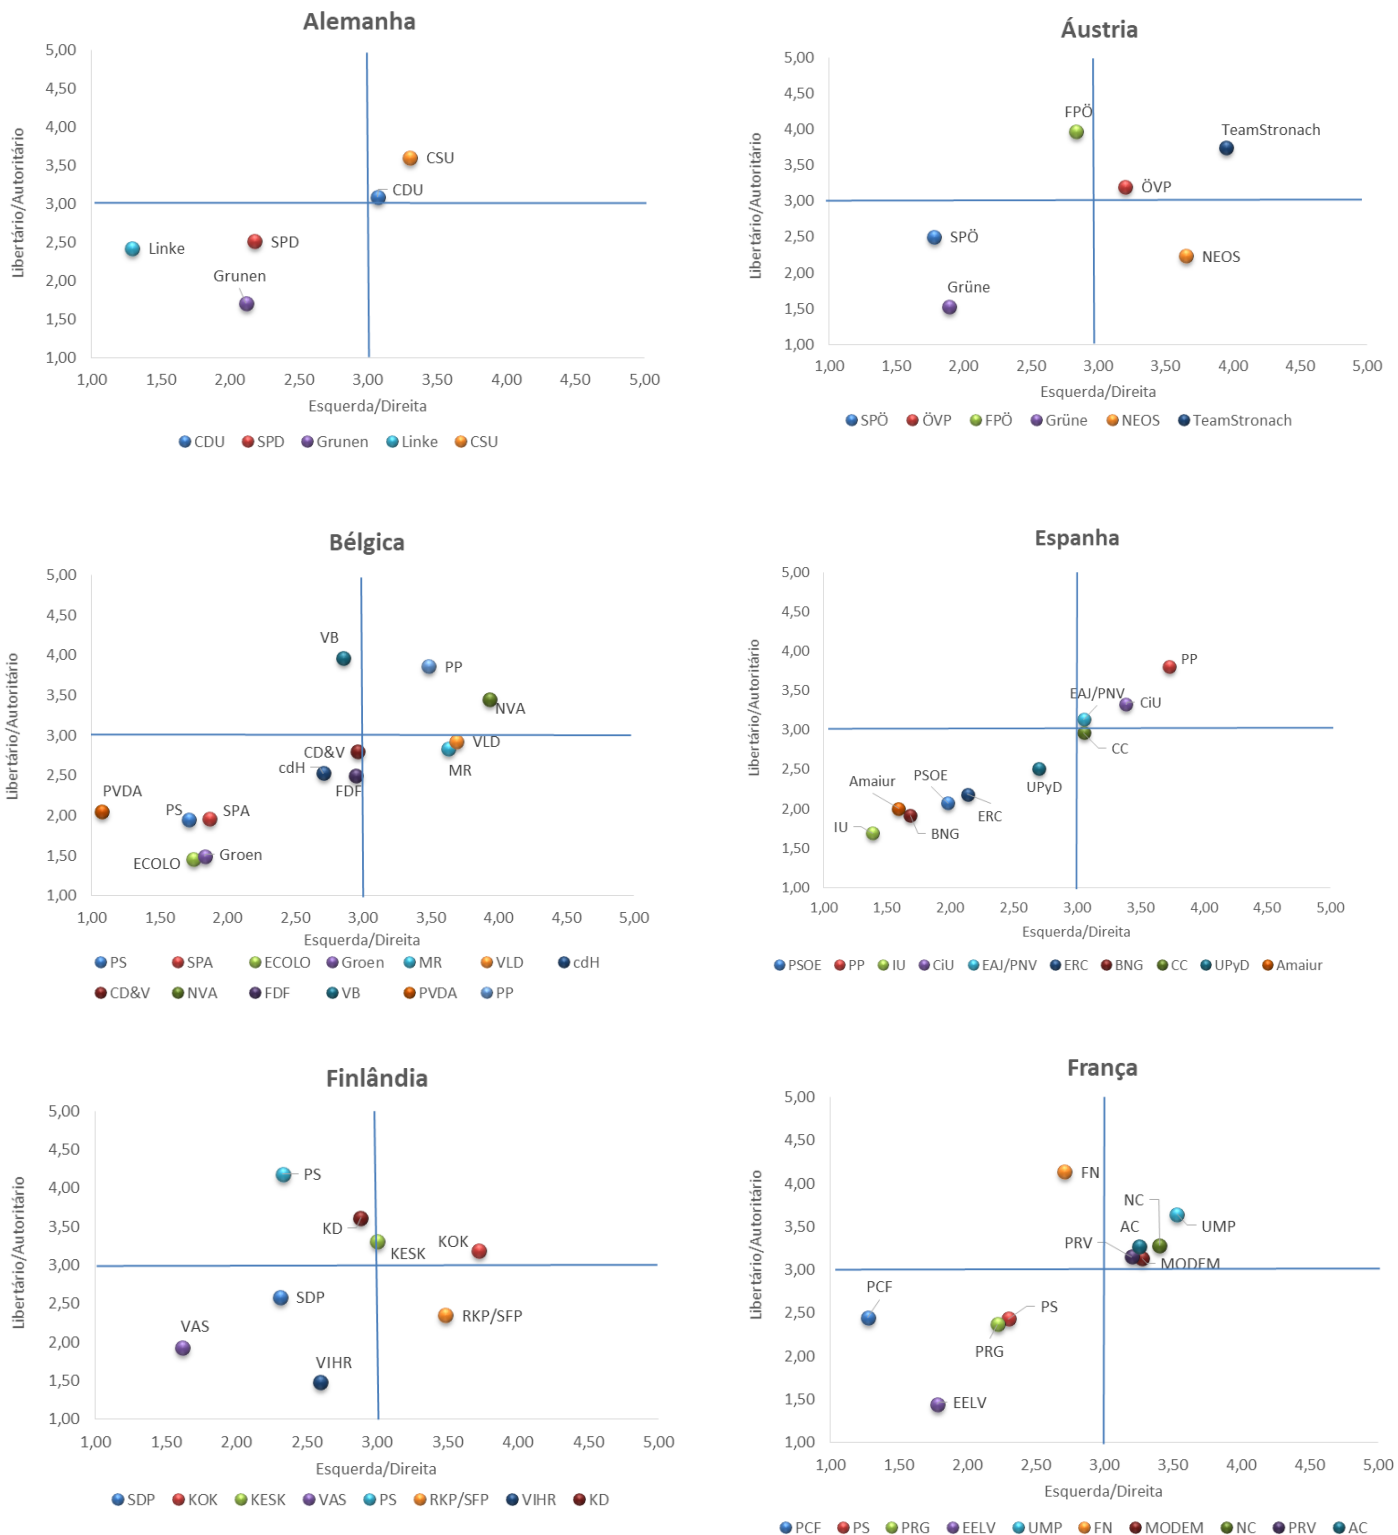 Alemanha
5,00
4,50
4,00
3,50
3,00
2,50
2,00
1,50
1,00
Libertário/Autoritário
CSU
CDU
Linke
SPD
Grunen
1,00 1,50 2,00 2,50 3,00 3,50 4,00 4,50 5,00
Esquerda/Direita
CDU SPD Grunen Linke CSU
Áustria
5,00
4,50
4,00
3,50
3,00
2,50
2,00
1,50
1,00
Libertário/Autoritário
FPÖ
TeamStronach
ÖVP
SPÖ
NEOS
Grüne
1,00 1,50 2,00 2,50 3,00 3,50 4,00 4,50 5,00
Esquerda/Direita
SPÖ ÖVP FPÖ Grüne NEOS TeamStronach
Bélgica
5,00
4,50
4,00
3,50
3,00
2,50
2,00
1,50
1,00
Libertário/Autoritário
VB
PP
NVA
VLD
CD&V
cdH
MR
FDF
PVDA
PS
SPA
Groen
ECOLO
1,00 1,50 2,00 2,50 3,00 3,50 4,00 4,50 5,00
Esquerda/Direita
PS SPA ECOLO Groen MR VLD cdH
CD&V NVA FDF VB PVDA PP
Espanha
5,00
4,50
4,00
3,50
3,00
2,50
2,00
1,50
1,00
Libertário/Autoritário
PP
EAJ/PNV
CiU
CC
UPyD
PSOE
Amaiur
ERC
IU
BNG
1,00 1,50 2,00 2,50 3,00 3,50 4,00 4,50 5,00
Esquerda/Direita
PSOE PP IU CiU EAJ/PNV ERC BNG CC UPyD Amaiur
Finlândia
5,00
4,50
4,00
3,50
3,00
2,50
2,00
1,50
1,00
Libertário/Autoritário
PS
KD
KOK
KESK
SDP
RKP/SFP
VAS
VIHR
1,00 1,50 2,00 2,50 3,00 3,50 4,00 4,50 5,00
Esquerda/Direita
SDP KOK KESK VAS PS RKP/SFP VIHR KD
França
5,00
4,50
4,00
3,50
3,00
2,50
2,00
1,50
1,00
Libertário/Autoritário
FN
NC
AC
UMP
PRV
MODEM
PCF
PS
PRG
EELV
1,00 1,50 2,00 2,50 3,00 3,50 4,00 4,50 5,00
Esquerda/Direita
PCF PS PRG EELV UMP FN MODEM NC PRV AC